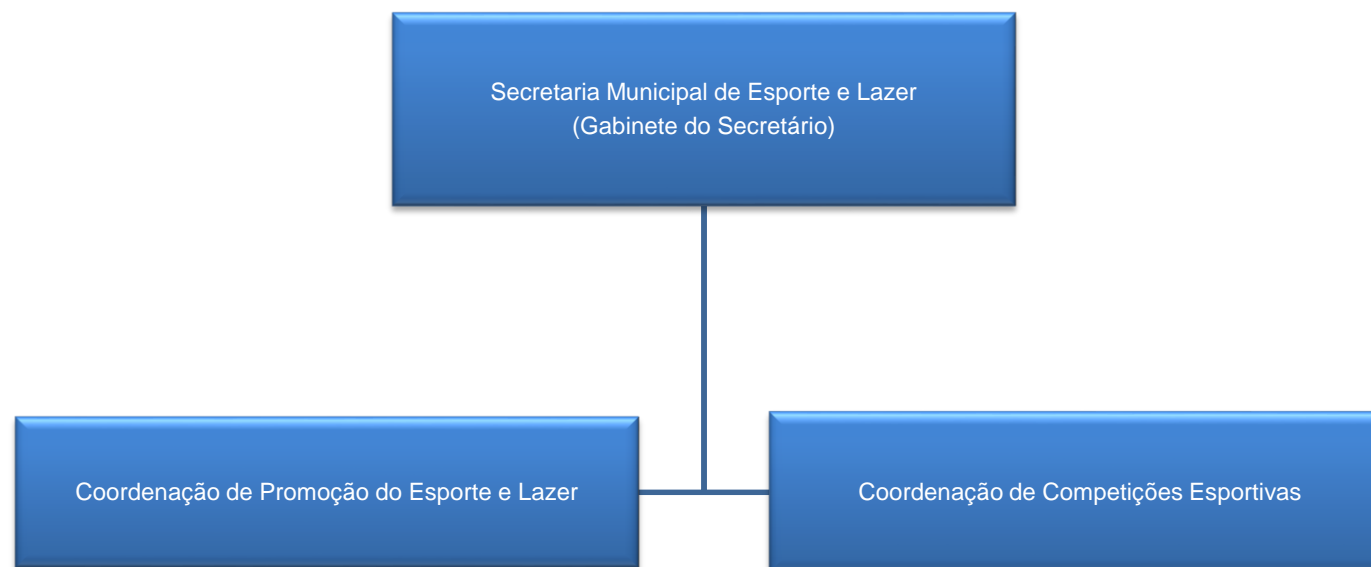 Secretaria Municipal de Esporte e Lazer
(Gabinete do Secretário)
Coordenação de Promoção do Esporte e Lazer
Coordenação de Competições Esportivas